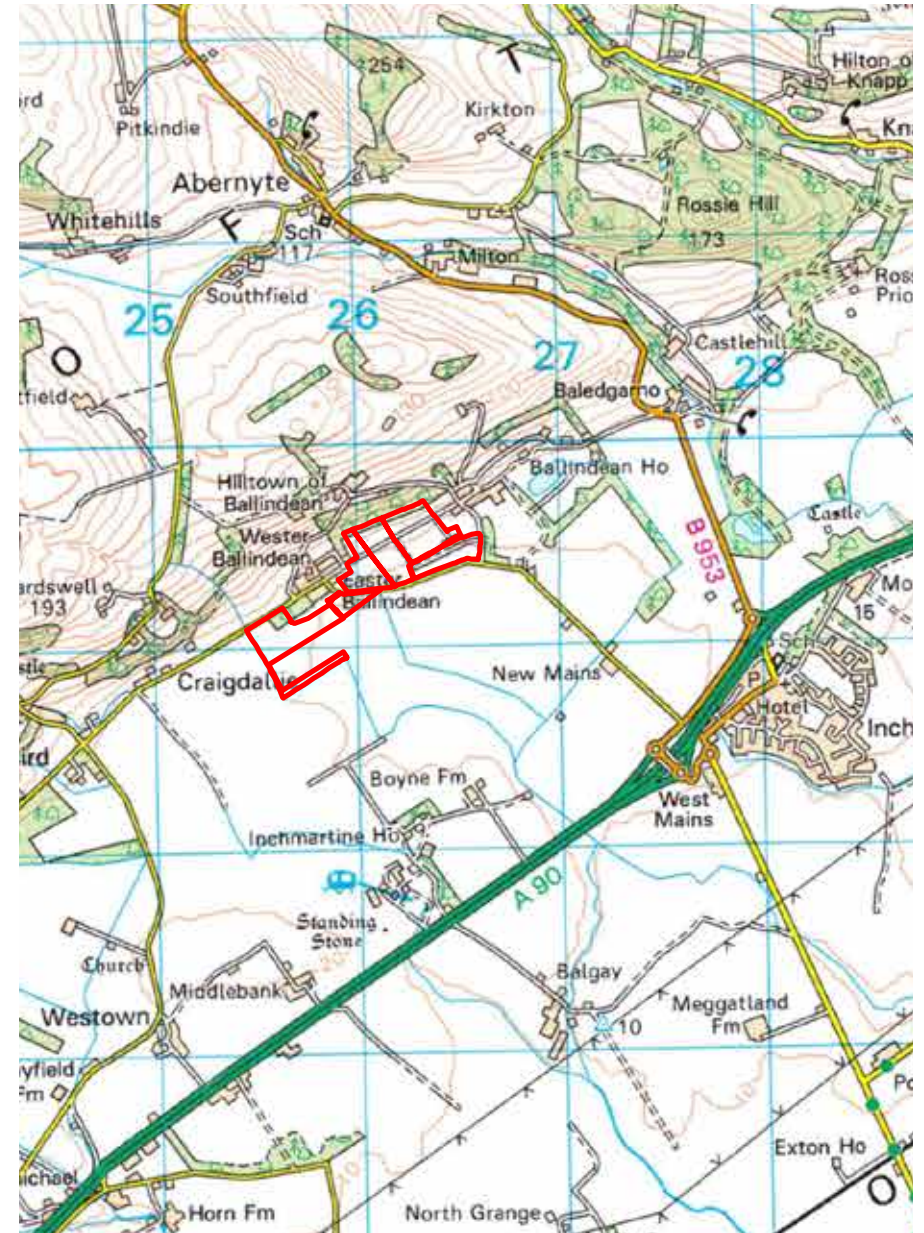 254
Hilton of
Knapp
Kirkton
Pitkindie
Abernyte
T
Whitehills
F
Sch
117
Rossie Hill
173
Milton
Southfield
25
26
27
28
Castlehill
O
Baledgarno
Hilltown of
Ballindean
Ballindean Ho
Wester
Ballindean
Castle
B 953
Easter
Ballindean
193
15
Sch
New Mains
P
Craigdallie
Hotel
Inch
Boyne Fm
West
Mains
Inchmartine Ho
A 90
Standing
Stone
Church
Middlebank
Balgay
Westown
Meggatland
Fm
10
Fm
Exton Ho
O
Horn Fm
North Grange